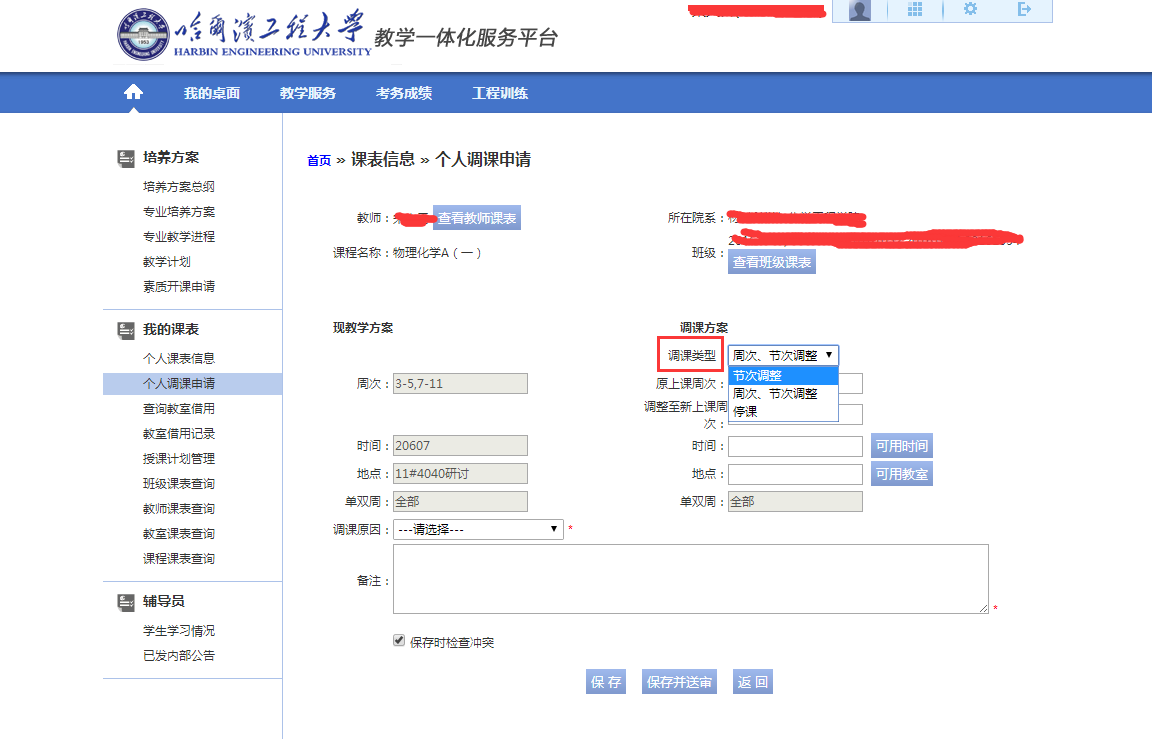 哈尔滨工程大学
HARBIN ENGINEERING UNIVERSITY
教学一体化服务平台
我的桌面 教学服务 考务成绩 工程训练
培养方案
培养方案总纲
专业培养方案
专业教学进程
教学计划
素质开课申请
我的课表
个人课表信息
个人调课申请
查询教室借用
教室借用记录
授课计划管理
班级课表查询
教师课表查询
教室课表查询
课程课表查询
辅导员
学生学习情况
已发内部公告
首页 » 课表信息 » 个人调课申请
教师： 查看教师课表 所在院系：
课程名称：物理化学A（一） 班级：
查看班级课表
现教学方案 调课方案
调课类型 周次、节次调整
节次调整
周次、节次调整
停课
周次：3-5,7-11 原上课周次：
调整至新上课周次：
时间：20607 时间： 可用时间
地点：11#4040研讨 地点： 可用教室
单双周：全部 单双周：全部
调课原因：---请选择--- *
备注： *
保存时检查冲突
保 存 保存并送审 返 回